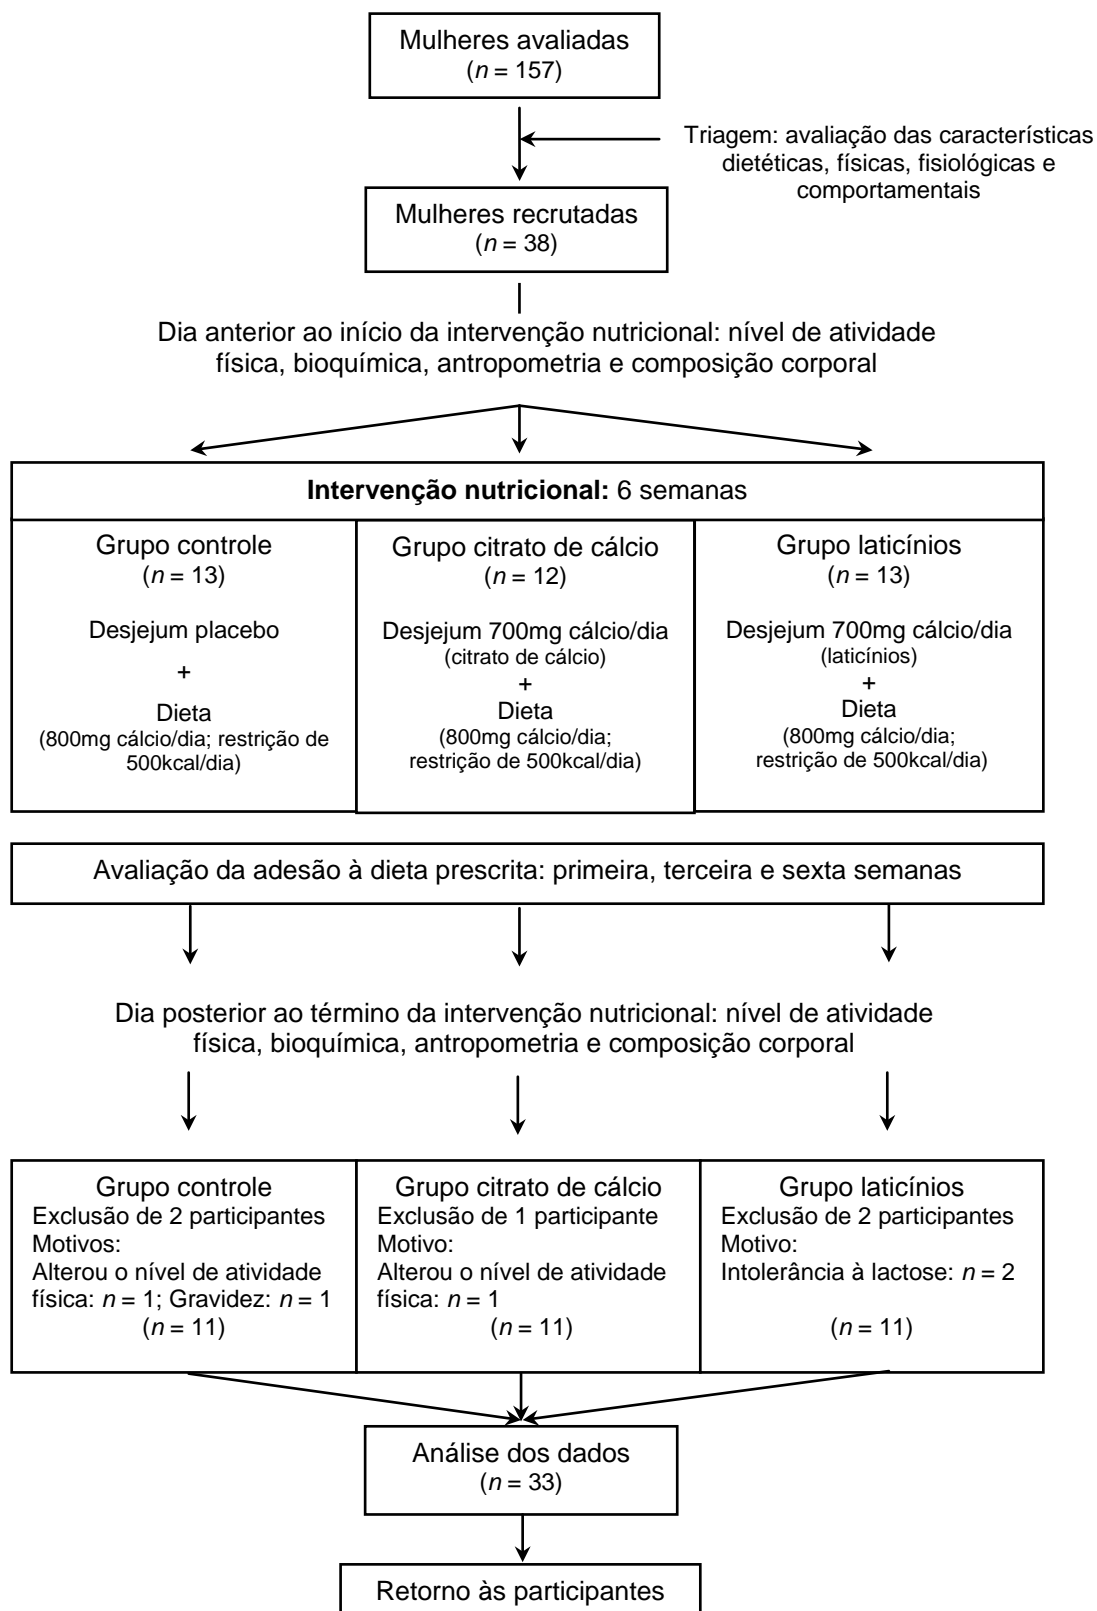 Mulheres avaliadas
(n = 157)
Triagem: avaliação das características
dietéticas, físicas, fisiológicas e
comportamentais
Mulheres recrutadas
(n = 38)
Dia anterior ao início da intervenção nutricional: nível de atividade
física, bioquímica, antropometria e composição corporal
Intervenção nutricional: 6 semanas
Grupo controle
(n = 13)
Desjejum placebo
+
Dieta
(800mg cálcio/dia; restrição de
500kcal/dia)
Grupo citrato de cálcio
(n = 12)
Desjejum 700mg cálcio/dia
(citrato de cálcio)
+
Dieta
(800mg cálcio/dia;
restrição de 500kcal/dia)
Grupo laticínios
(n = 13)
Desjejum 700mg cálcio/dia
(laticínios)
+
Dieta
(800mg cálcio/dia;
restrição de 500kcal/dia)
Avaliação da adesão à dieta prescrita: primeira, terceira e sexta semanas
Dia posterior ao término da intervenção nutricional: nível de atividade
física, bioquímica, antropometria e composição corporal
Grupo controle
Exclusão de 2 participantes
Motivos:
Alterou o nível de atividade
física: n = 1; Gravidez: n = 1
(n = 11)
Grupo citrato de cálcio
Exclusão de 1 participante
Motivo:
Alterou o nível de atividade
física: n = 1
(n = 11)
Grupo laticínios
Exclusão de 2 participantes
Motivo:
Intolerância à lactose: n = 2
(n = 11)
Análise dos dados
(n = 33)
Retorno às participantes